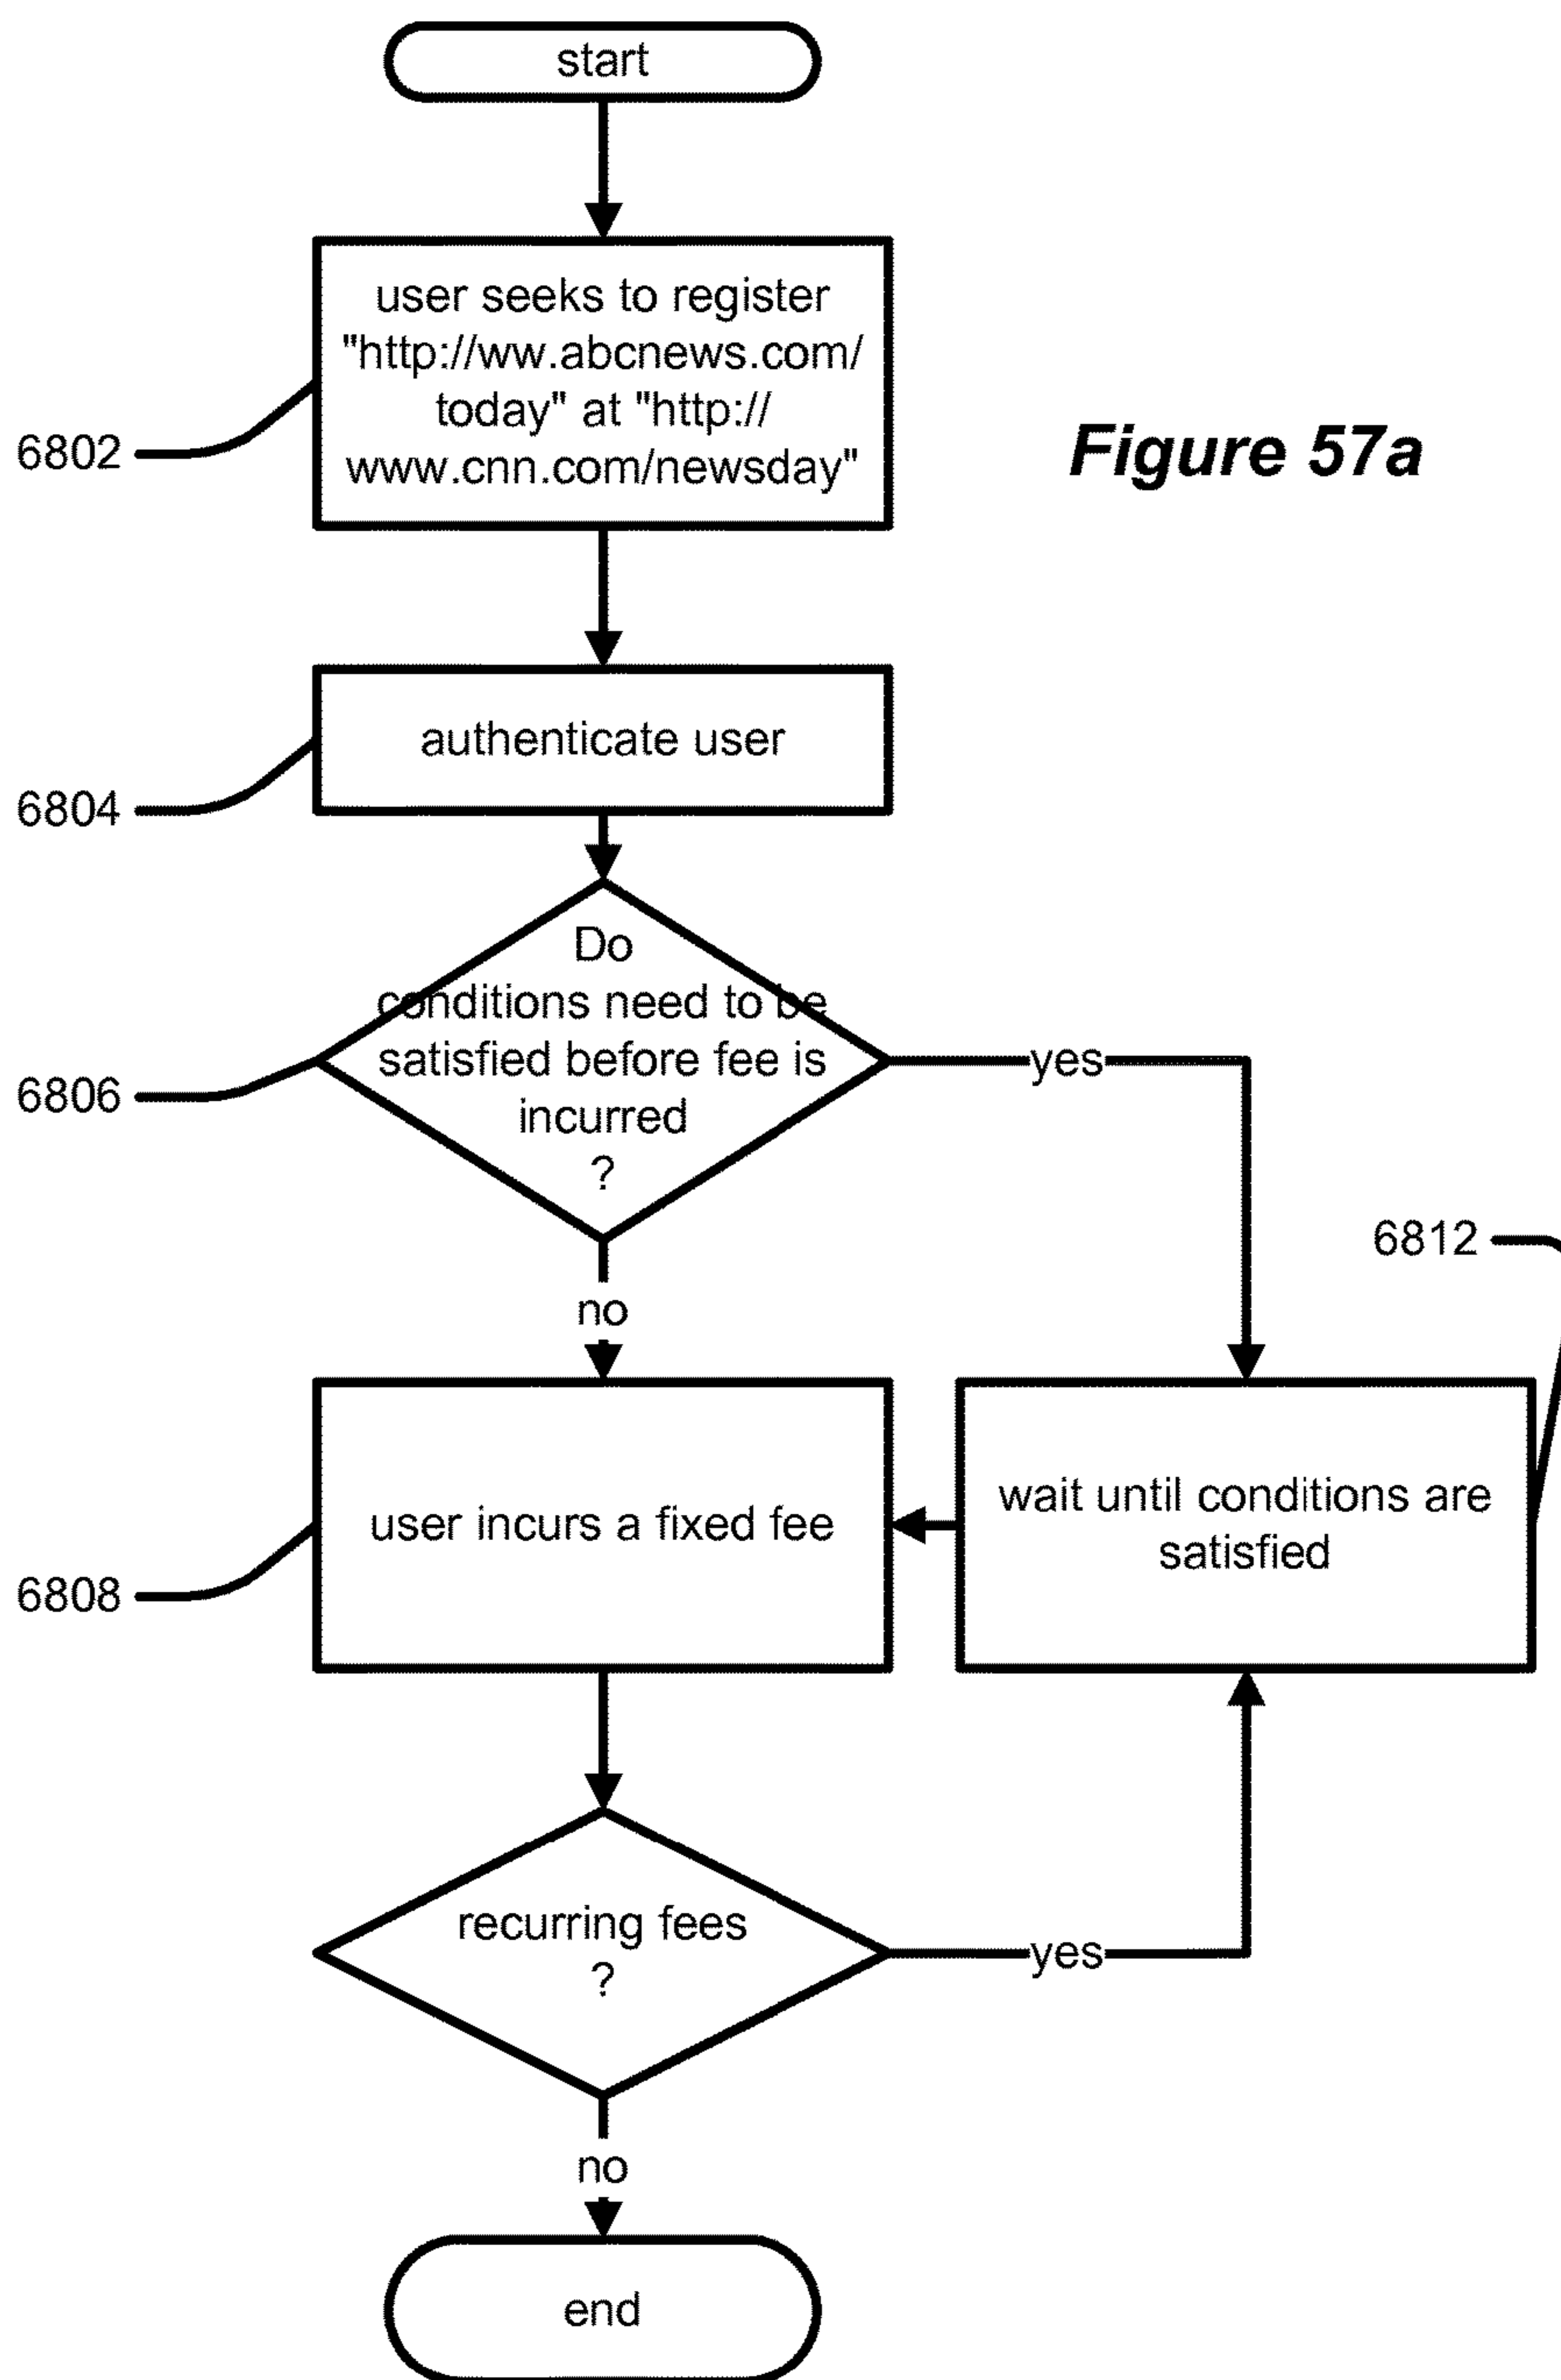 start
user seeks to register
"http://ww.abcnews.com/
today" at "http://
www.cnn.com/newsday"
6802
Figure 57a
authenticate user
6804
Do
conditions need to be
satisfied before fee is
incurred
?
6806
yes
6812
no
user incurs a fixed fee
6808
wait until conditions are
satisfied
recurring fees
?
yes
no
end